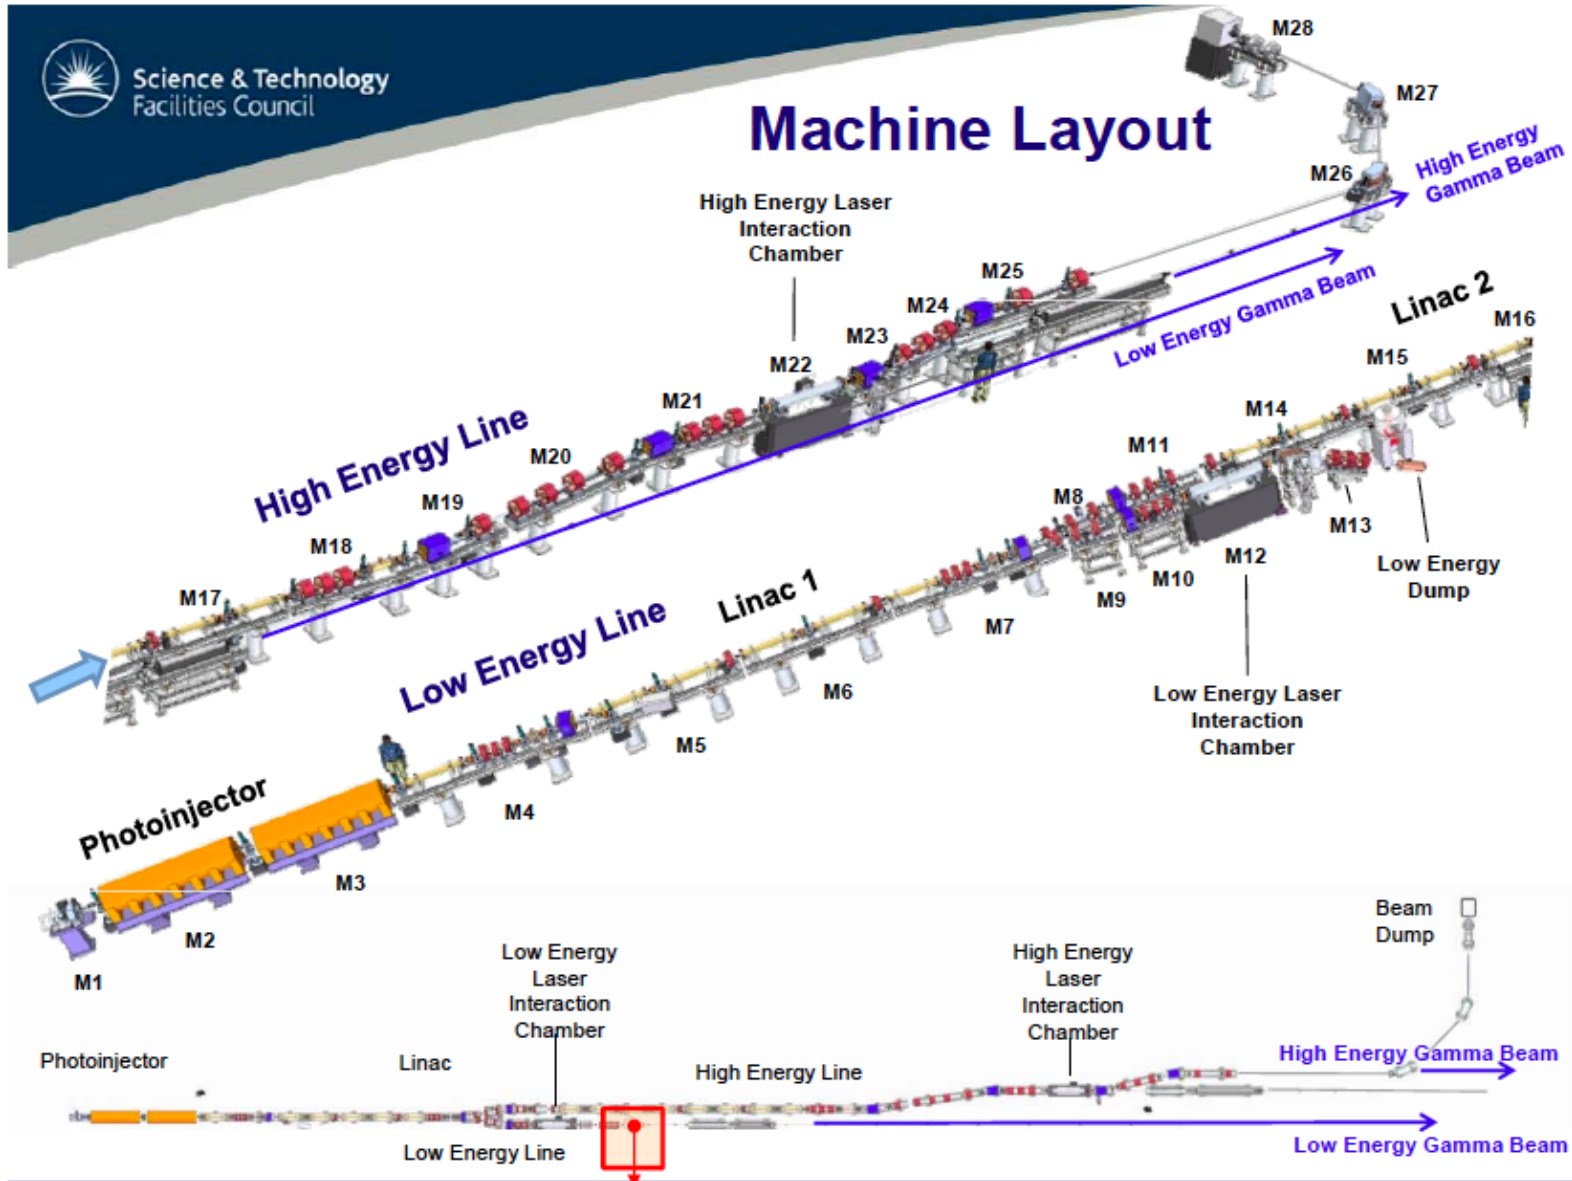 Science & Technology
Facilities Council
Machine Layout
M28
M27
High Energy
Gamma Beam
M26
High Energy Laser
Interaction
Chamber
M25
M24
M23
M22
Low Energy Gamma Beam
Linac 2
M16
M15
M14
M21
High Energy Line
M20
M19
M18
M17
M11
M8
M13
Low Energy
Dump
M12
M10
M9
M7
Linac 1
Low Energy Line
M6
M5
M4
Low Energy Laser
Interaction
Chamber
Photoinjector
M3
M2
M1
Beam
Dump
Low Energy
Laser
Interaction
Chamber
High Energy
Laser
Interaction
Chamber
Photoinjector
Linac
High Energy Line
High Energy Gamma Beam
Low Energy Line
Low Energy Gamma Beam